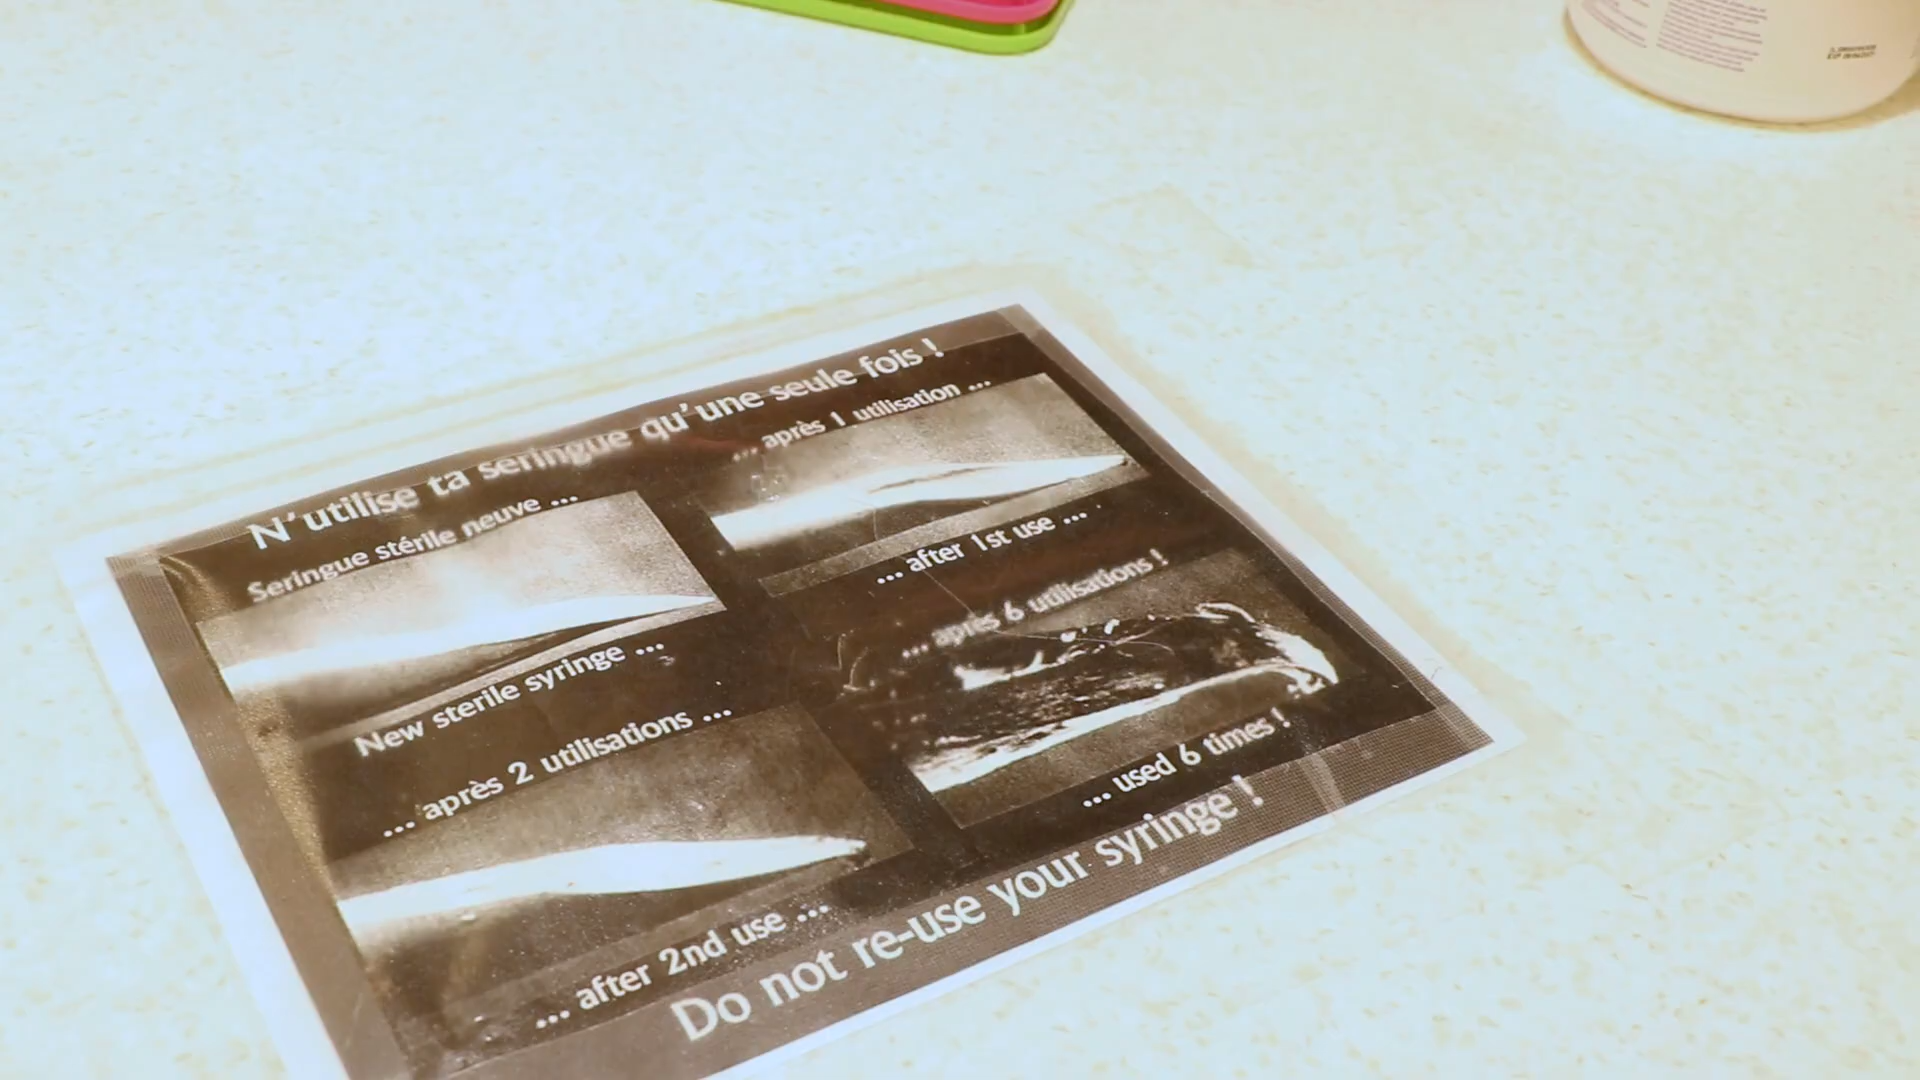 N'utilise ta seringue qu'une seule fois !
Seringue stérile neuve ...
New sterile syringe ...
... après 1 utilisation ...
... after 1st use ...
... après 2 utilisations ...
... after 2nd use ...
... après 6 utilisations !
... used 6 times !
Do not re-use your syringe !